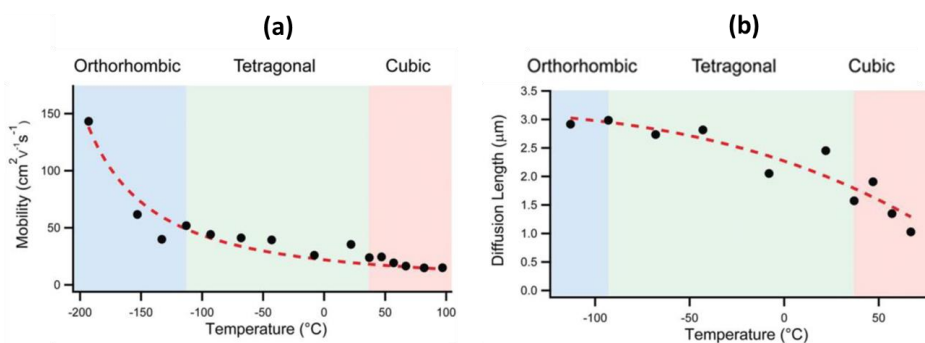 (a)
Orthorhombic Tetragonal Cubic
150
100
50
0
Mobility (cm²V⁻¹s⁻¹)
-200 -150 -100 -50 0 50 100
Temperature (°C)
(b)
Orthorhombic Tetragonal Cubic
3.5
3.0
2.5
2.0
1.5
1.0
0.5
0.0
Diffusion Length (μm)
-100 -50 0 50
Temperature (°C)